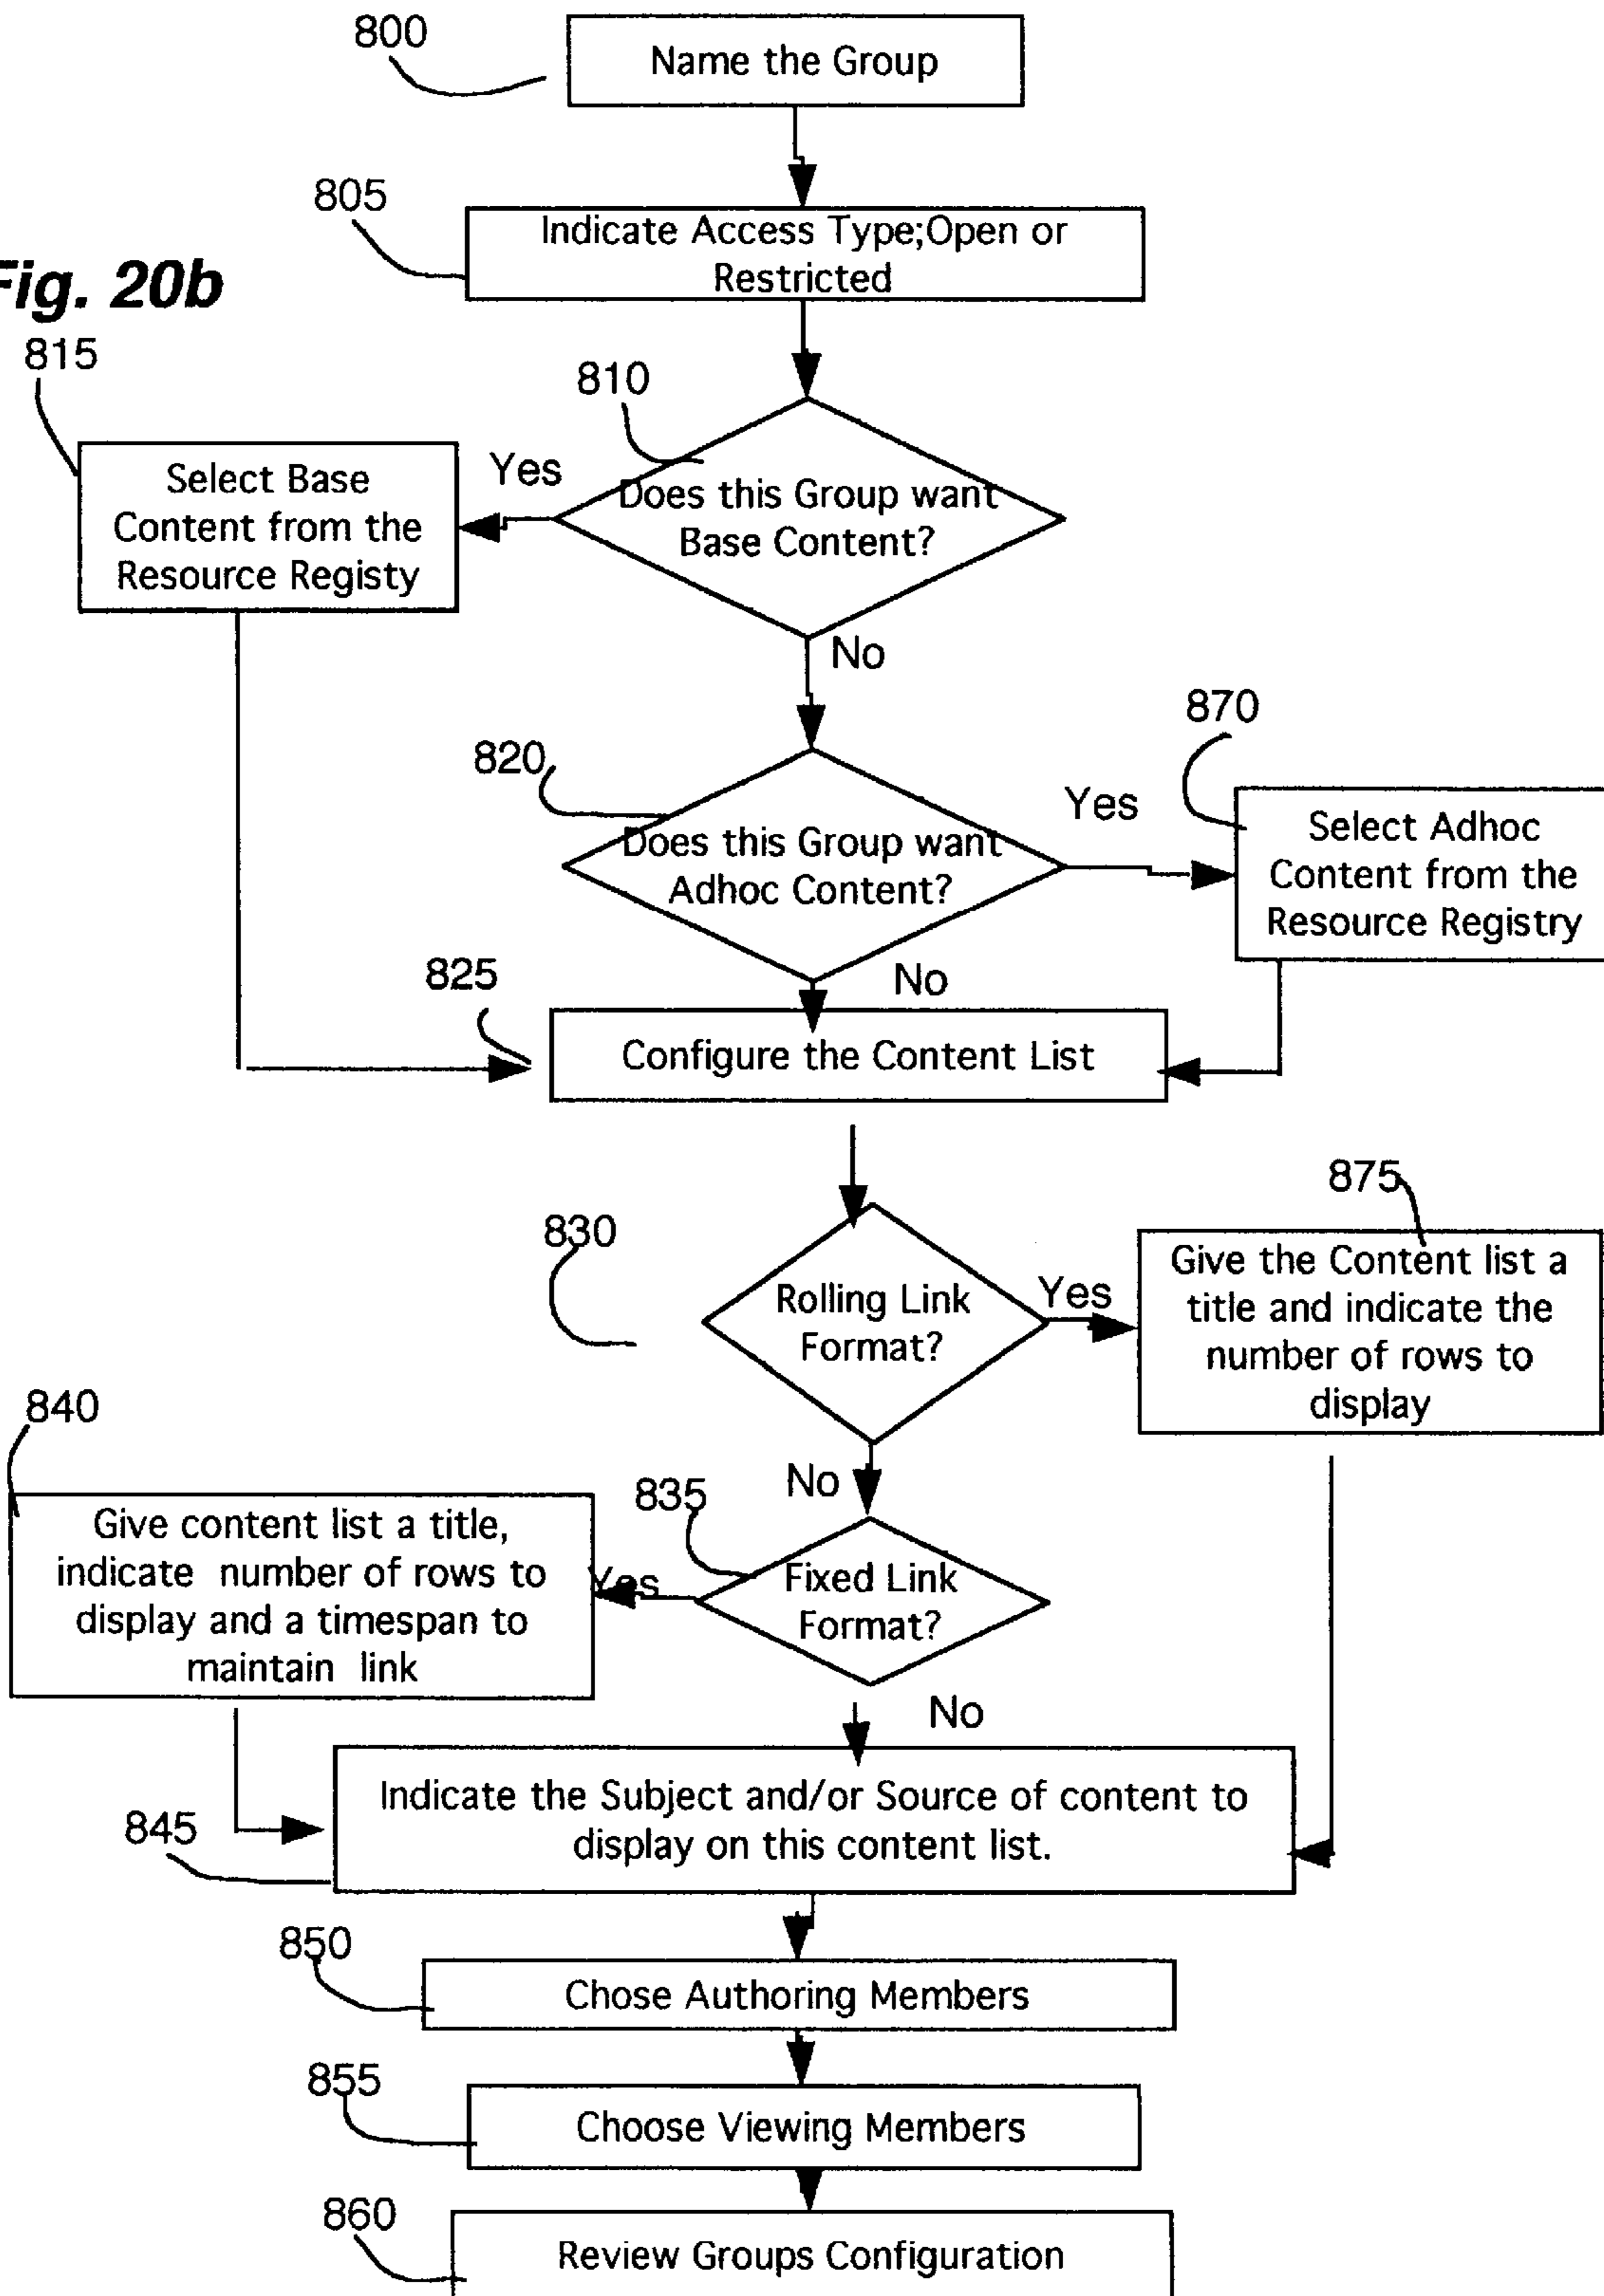 800
Name the Group
805
Indicate Access Type;Open or
Restricted
Fig. 20b
815
810
Select Base
Content from the
Resource Registy
Yes
Does this Group want
Base Content?
No
870
820
Yes
Does this Group want
Adhoc Content?
Select Adhoc
Content from the
Resource Registry
825
No
Configure the Content List
875
830
Rolling Link
Format?
Yes
Give the Content list a
title and indicate the
number of rows to
display
840
No
835
Give content list a title,
indicate number of rows to
display and a timespan to
maintain link
Yes
Fixed Link
Format?
No
Indicate the Subject and/or Source of content to
display on this content list.
845
850
Chose Authoring Members
855
Choose Viewing Members
860
Review Groups Configuration